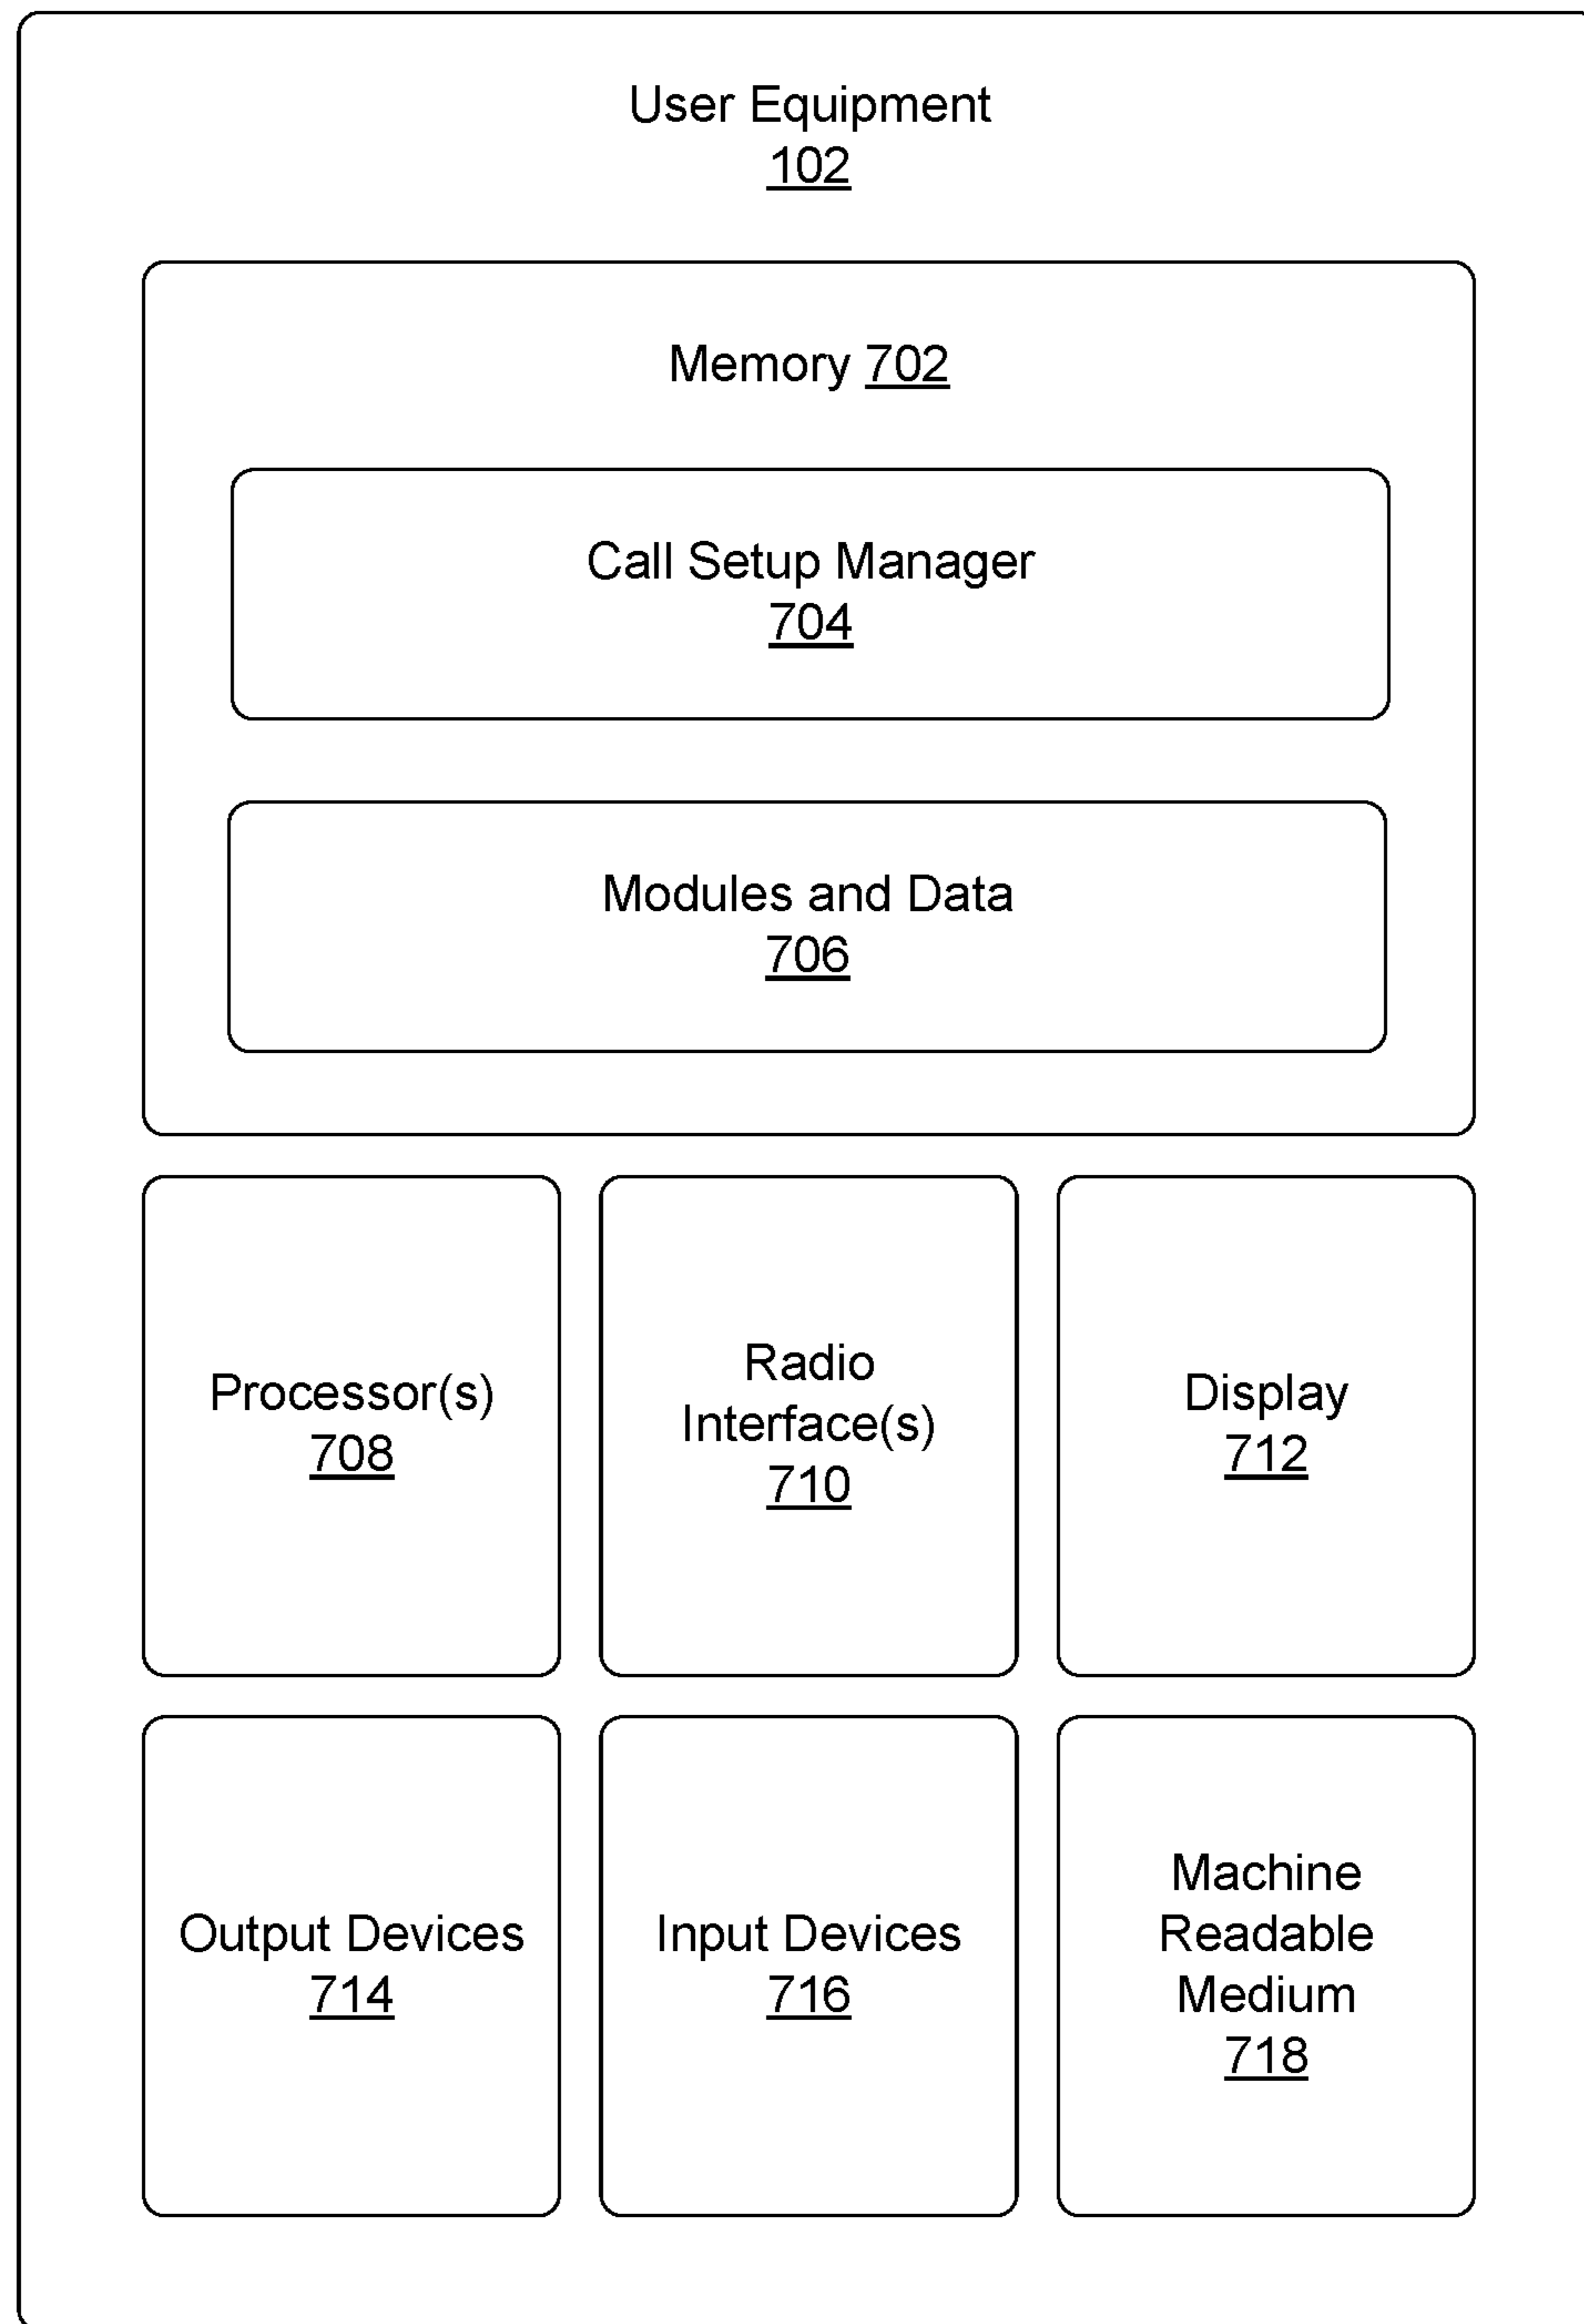 User Equipment
102
Memory 702
Call Setup Manager
704
Modules and Data
706
Processor(s)
708
Radio
Interface(s)
710
Display
712
Output Devices
714
Input Devices
716
Machine
Readable
Medium
718